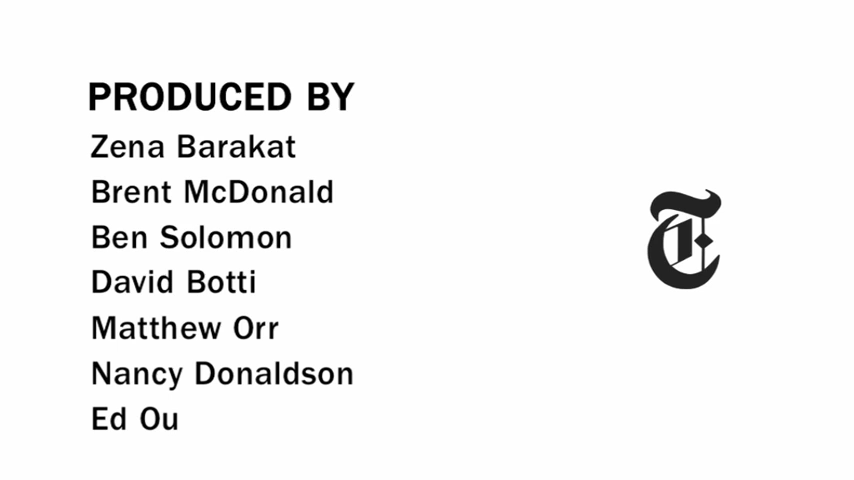 PRODUCED BY
Zena Barakat
Brent McDonald
Ben Solomon
David Botti
Matthew Orr
Nancy Donaldson
Ed Ou
T